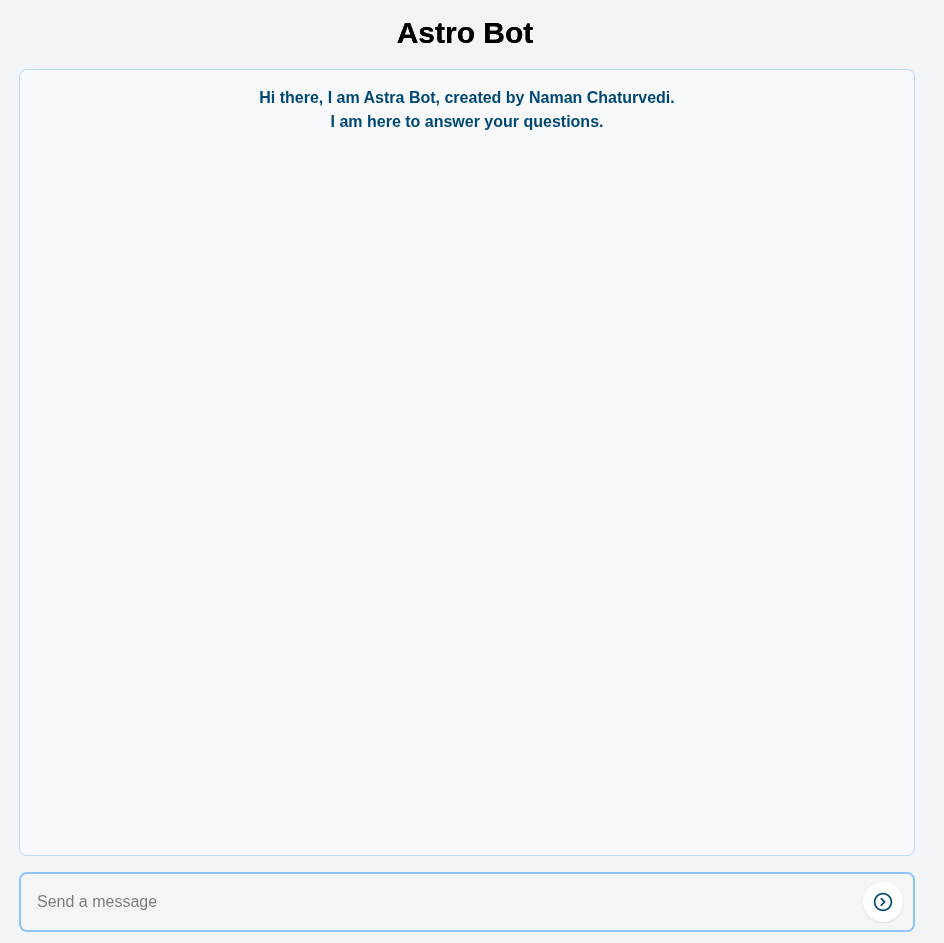 Astro Bot
Hi there, I am Astra Bot, created by Naman Chaturvedi.
I am here to answer your questions.
Send a message